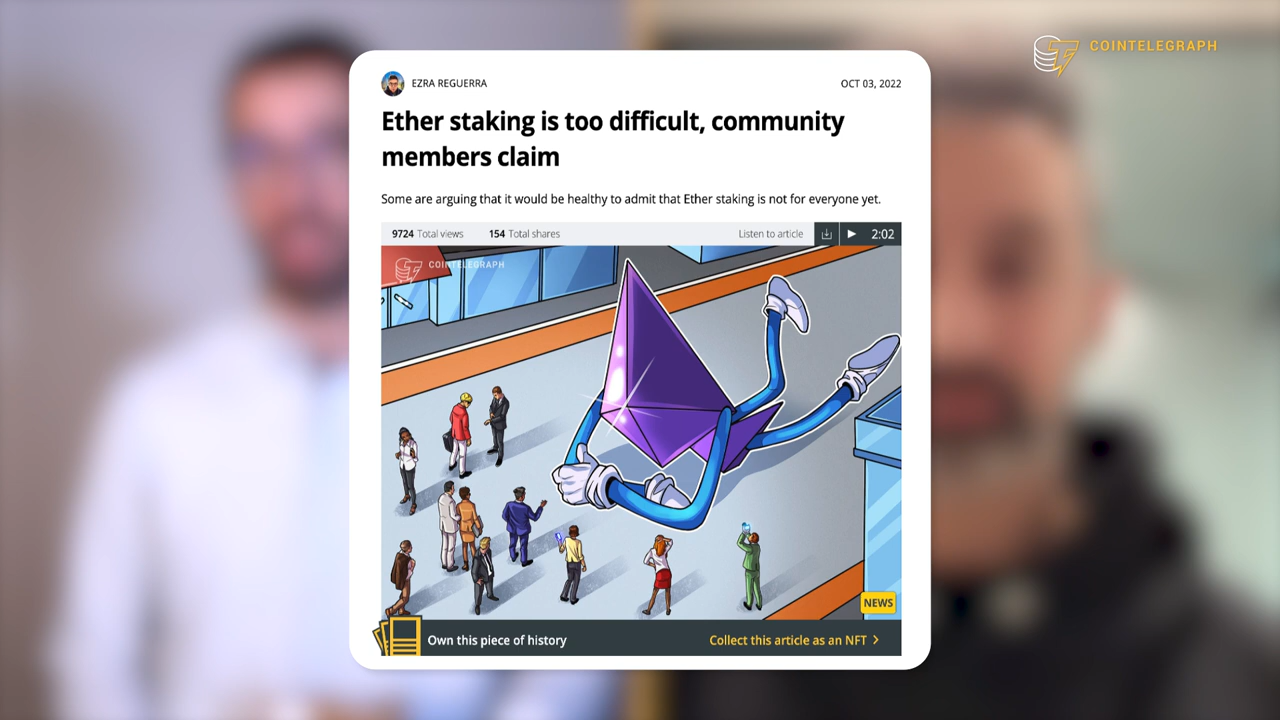 COINTELEGRAPH
EZRA REGUERRA
OCT 03, 2022
Ether staking is too difficult, community
members claim
Some are arguing that it would be healthy to admit that Ether staking is not for everyone yet.
9724 Total views
154 Total shares
Listen to article
2:02
COINTELEGRAPH
NEWS
Own this piece of history
Collect this article as an NFT